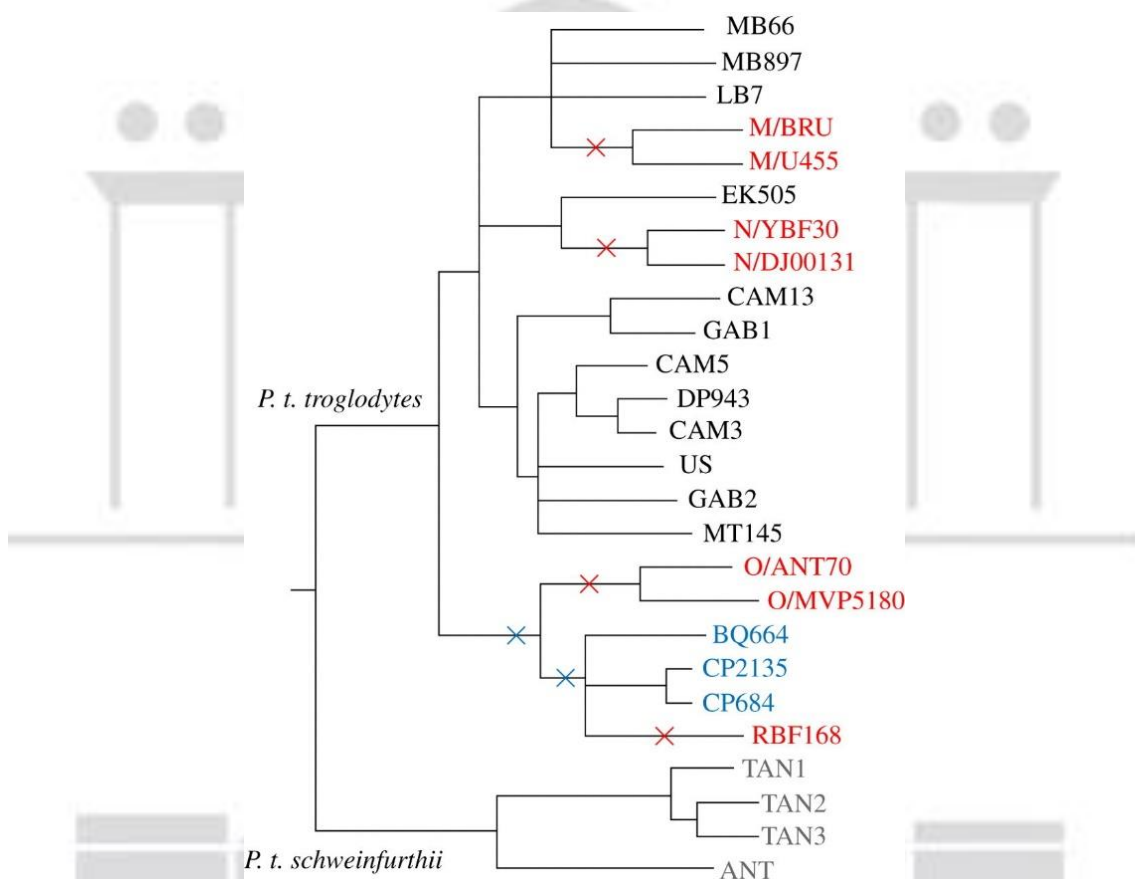 MB66
MB897
LB7
M/BRU
M/U455
EK505
N/YBF30
N/DJ00131
CAM13
GAB1
CAM5
P. t. troglodytes
DP943
CAM3
US
GAB2
MT145
O/ANT70
O/MVP5180
BQ664
CP2135
CP684
RBF168
TAN1
TAN2
TAN3
P. t. schweinfurthii
ANT